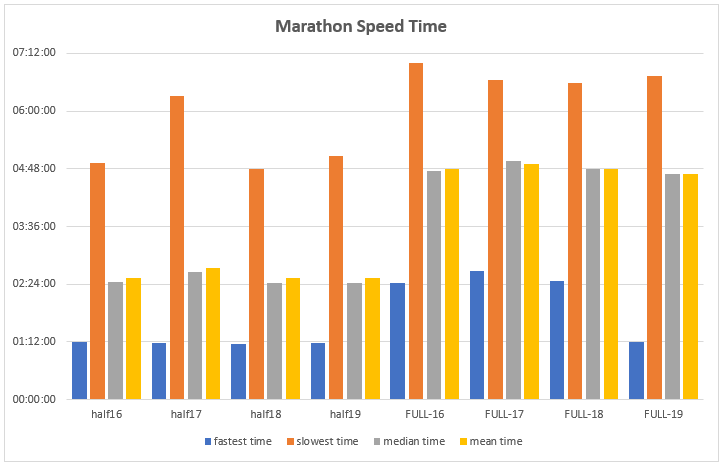 Marathon Speed Time
07:12:00
06:00:00
04:48:00
03:36:00
02:24:00
01:12:00
00:00:00
half16 half17 half18 half19 FULL-16 FULL-17 FULL-18 FULL-19
fastest time slowest time median time mean time